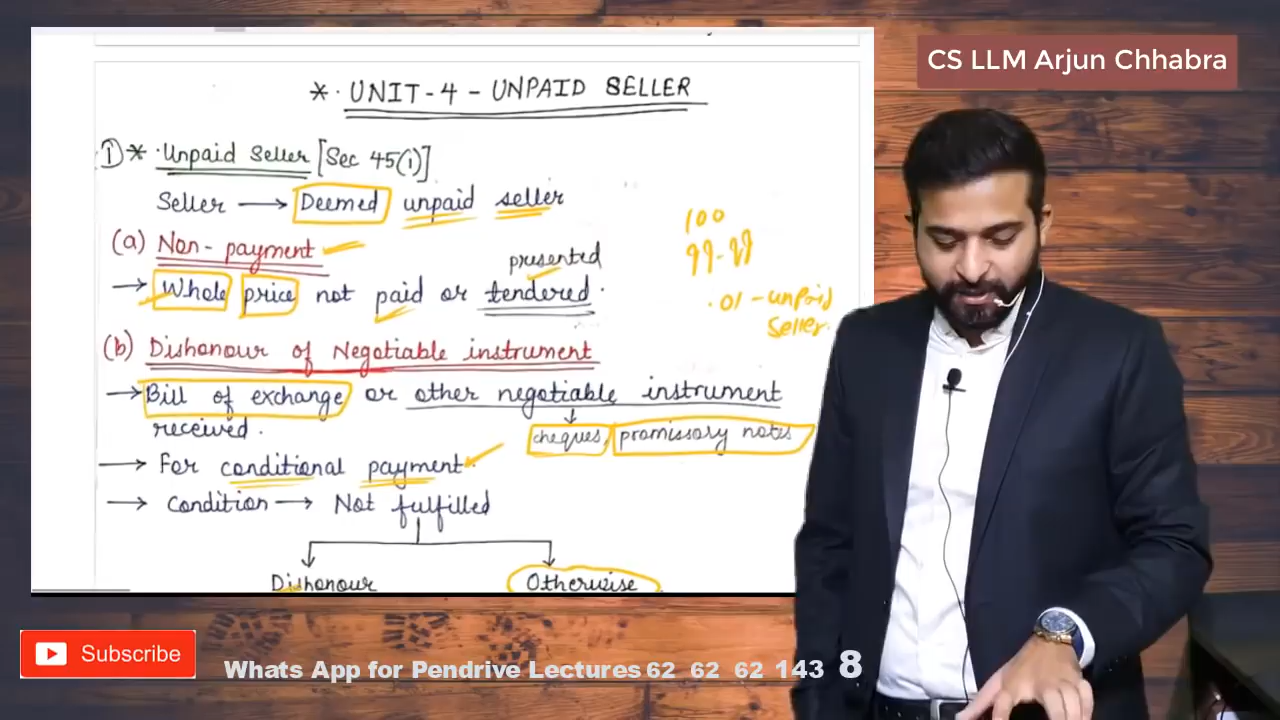 CS LLM Arjun Chhabra
* . UNIT-4 - UNPAID SELLER
① * . Unpaid Seller [Sec 45(1)]
Seller → Deemed unpaid seller
(a) Non-payment
presented
→ Whole price not paid or tendered.
100
99.99
.01 - unpaid
seller.
(b) Dishonour of Negotiable instrument
→ Bill of exchange or other negotiable instrument
received.
cheques, promissory notes
→ For conditional payment.
→ Condition → Not fulfilled
Dishonour Otherwise
Subscribe
Whats App for Pendrive Lectures 62 62 62 143 8